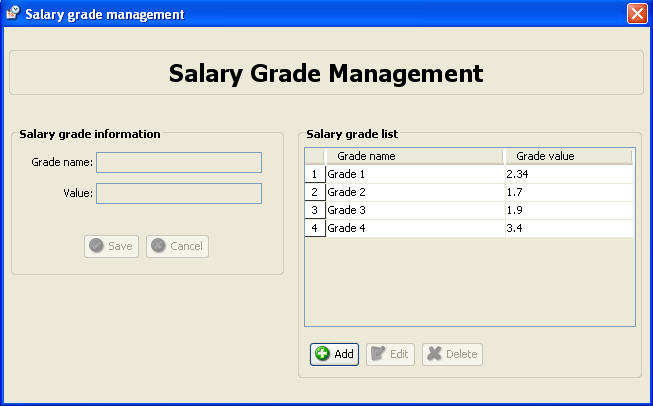 Salary grade management
Salary Grade Management
Salary grade information
Grade name:
Value:
Save Cancel
Salary grade list
Grade name Grade value
1 Grade 1 2.34
2 Grade 2 1.7
3 Grade 3 1.9
4 Grade 4 3.4
Add Edit Delete